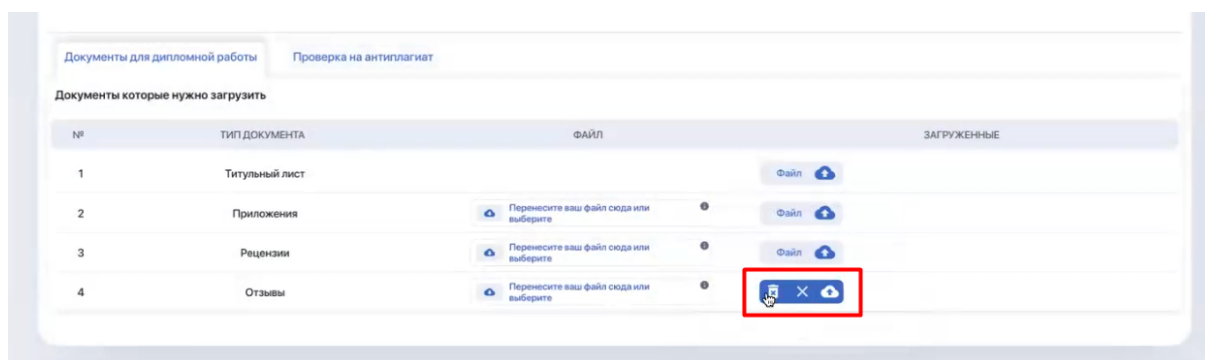 Документы для дипломной работы Проверка на антиплагиат
Документы которые нужно загрузить
№ ТИП ДОКУМЕНТА ФАЙЛ ЗАГРУЖЕННЫЕ
1 Титульный лист Файл
2 Приложения Перенесите ваш файл сюда или
выберите Файл
3 Рецензии Перенесите ваш файл сюда или
выберите Файл
4 Отзывы Перенесите ваш файл сюда или
выберите